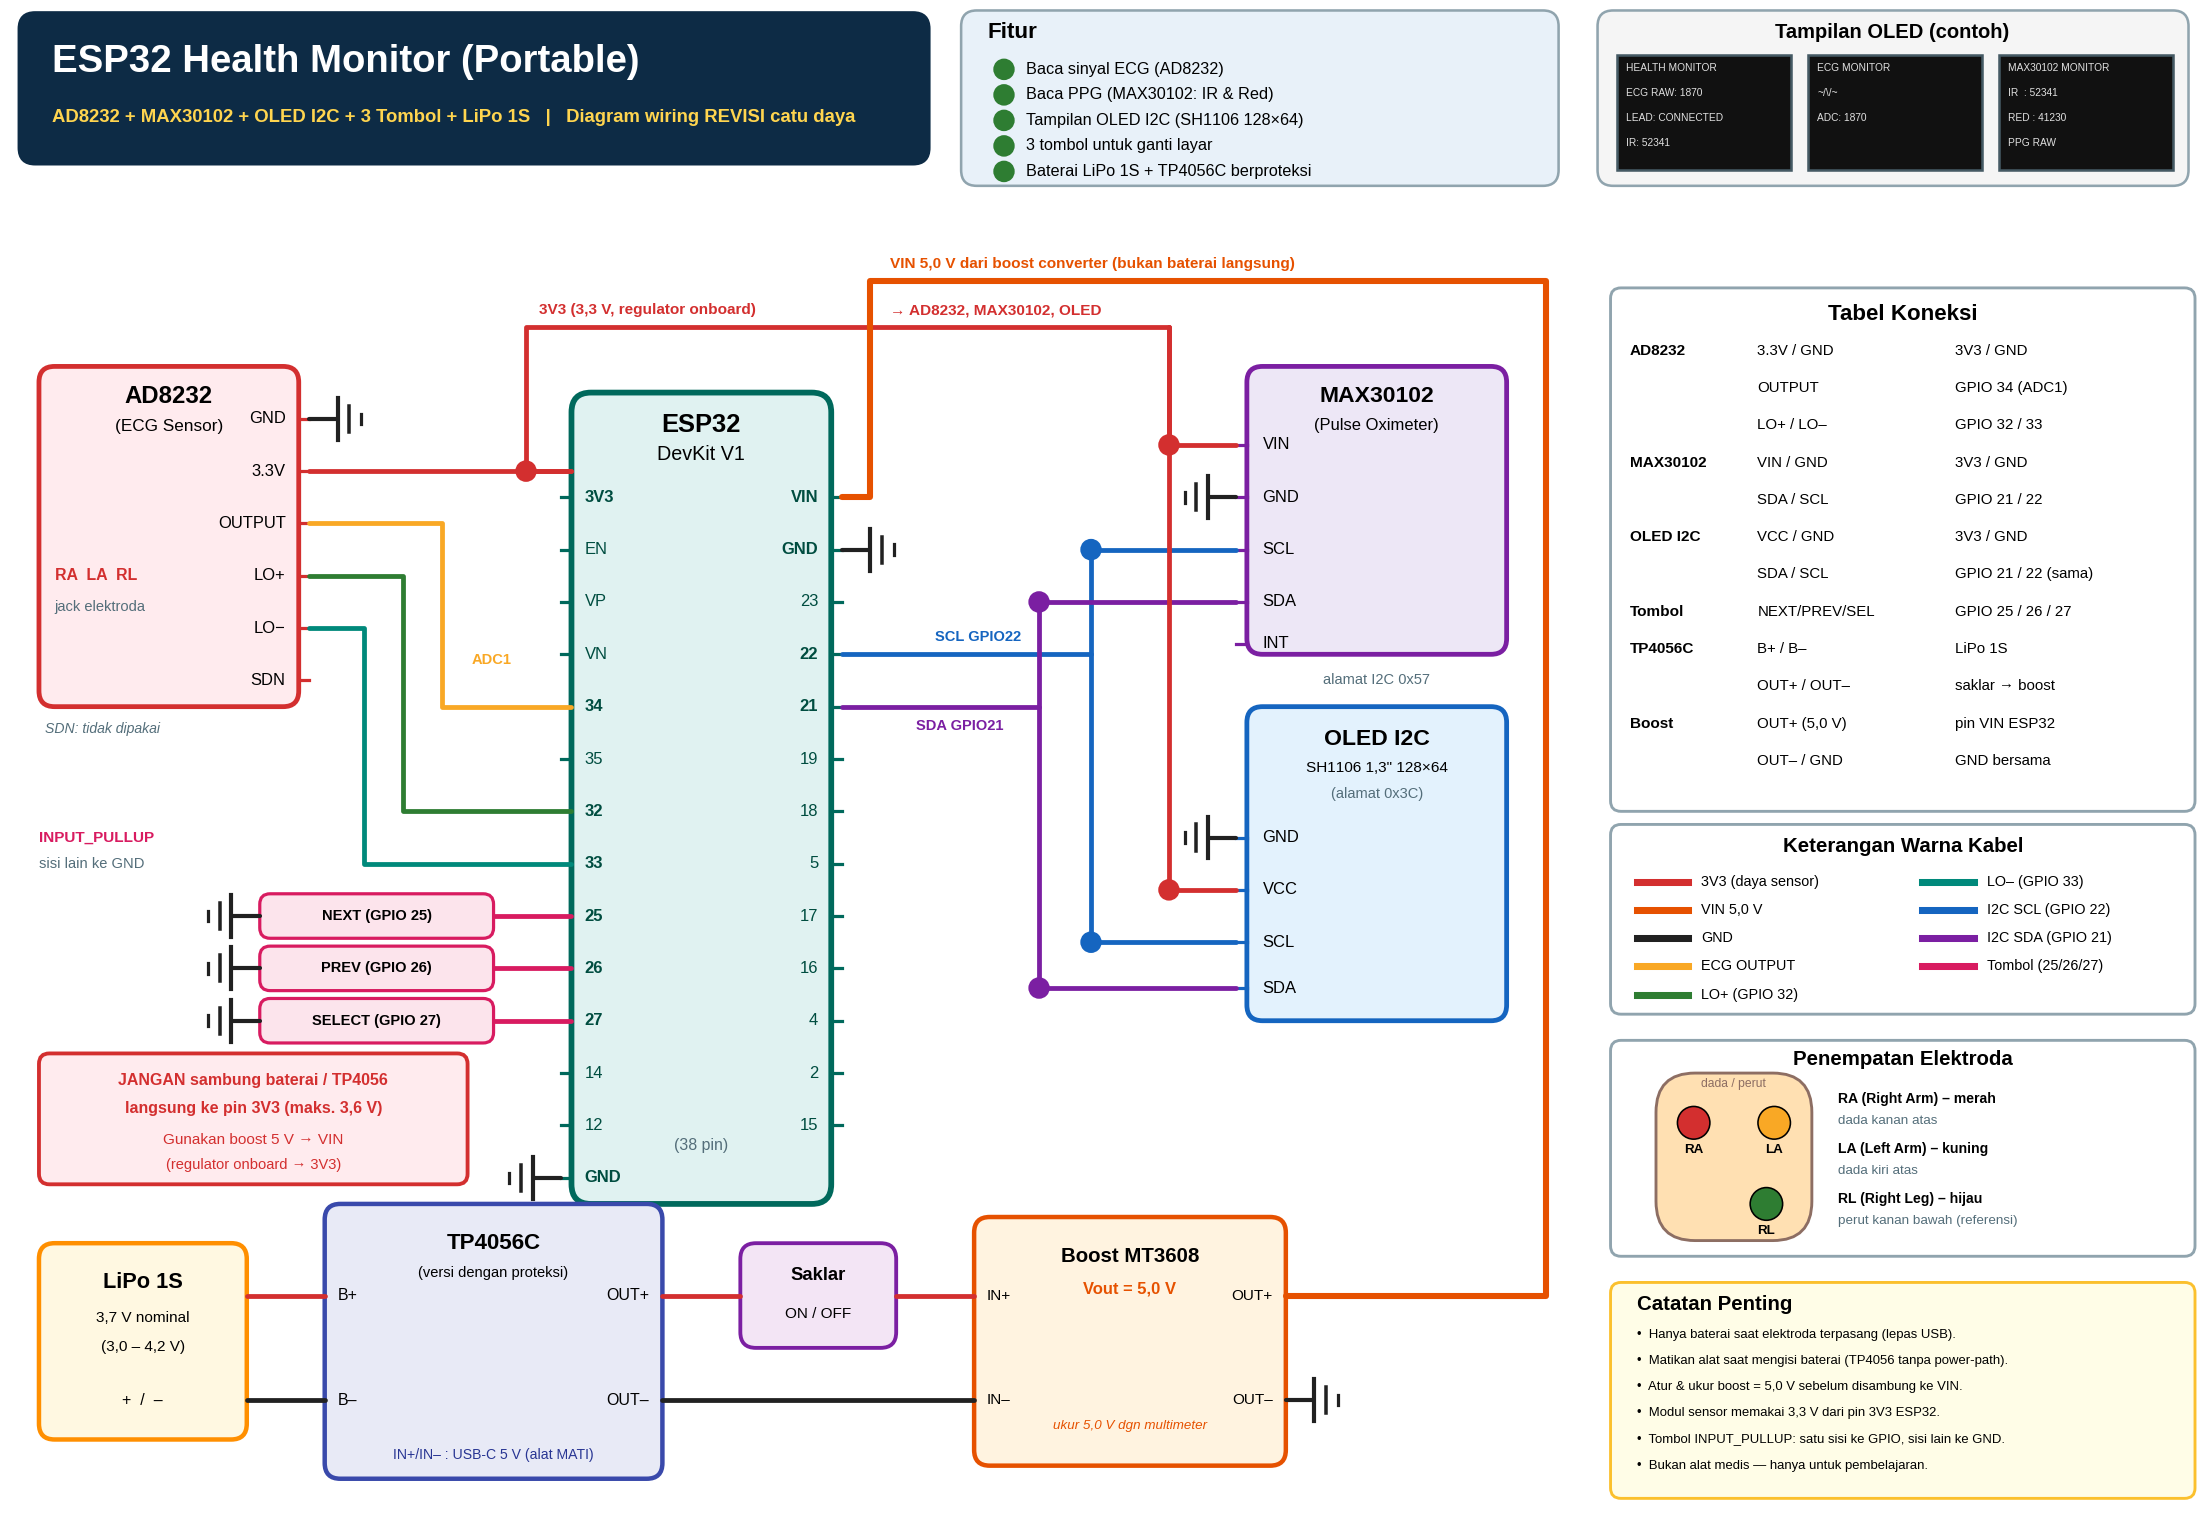 ESP32 Health Monitor (Portable)
AD8232 + MAX30102 + OLED I2C + 3 Tombol + LiPo 1S | Diagram wiring REVISI catu daya
Fitur
Baca sinyal ECG (AD8232)
Baca PPG (MAX30102: IR & Red)
Tampilan OLED I2C (SH1106 128×64)
3 tombol untuk ganti layar
Baterai LiPo 1S + TP4056C berproteksi
Tampilan OLED (contoh)
HEALTH MONITOR
ECG RAW: 1870
LEAD: CONNECTED
IR: 52341
ECG MONITOR
~/\/~
ADC: 1870
MAX30102 MONITOR
IR : 52341
RED : 41230
PPG RAW
VIN 5,0 V dari boost converter (bukan baterai langsung)
3V3 (3,3 V, regulator onboard)
→ AD8232, MAX30102, OLED
AD8232
(ECG Sensor)
GND
3.3V
OUTPUT
LO+
LO−
SDN
RA LA RL
jack elektroda
SDN: tidak dipakai
ADC1
ESP32
DevKit V1
3V3
EN
VP
VN
34
35
32
33
25
26
27
14
12
GND
VIN
GND
23
22
21
19
18
5
17
16
4
2
15
(38 pin)
SCL GPIO22
SDA GPIO21
MAX30102
(Pulse Oximeter)
VIN
GND
SCL
SDA
INT
alamat I2C 0x57
OLED I2C
SH1106 1,3" 128×64
(alamat 0x3C)
GND
VCC
SCL
SDA
INPUT_PULLUP
sisi lain ke GND
NEXT (GPIO 25)
PREV (GPIO 26)
SELECT (GPIO 27)
JANGAN sambung baterai / TP4056
langsung ke pin 3V3 (maks. 3,6 V)
Gunakan boost 5 V → VIN
(regulator onboard → 3V3)
LiPo 1S
3,7 V nominal
(3,0 – 4,2 V)
+ / –
TP4056C
(versi dengan proteksi)
B+
OUT+
B–
OUT–
IN+/IN– : USB-C 5 V (alat MATI)
Saklar
ON / OFF
Boost MT3608
Vout = 5,0 V
IN+
OUT+
IN–
OUT–
ukur 5,0 V dgn multimeter
Tabel Koneksi
AD8232 3.3V / GND 3V3 / GND
OUTPUT GPIO 34 (ADC1)
LO+ / LO– GPIO 32 / 33
MAX30102 VIN / GND 3V3 / GND
SDA / SCL GPIO 21 / 22
OLED I2C VCC / GND 3V3 / GND
SDA / SCL GPIO 21 / 22 (sama)
Tombol NEXT/PREV/SEL GPIO 25 / 26 / 27
TP4056C B+ / B– LiPo 1S
OUT+ / OUT– saklar → boost
Boost OUT+ (5,0 V) pin VIN ESP32
OUT– / GND GND bersama
Keterangan Warna Kabel
3V3 (daya sensor)
VIN 5,0 V
GND
ECG OUTPUT
LO+ (GPIO 32)
LO– (GPIO 33)
I2C SCL (GPIO 22)
I2C SDA (GPIO 21)
Tombol (25/26/27)
Penempatan Elektroda
dada / perut
RA
LA
RL
RA (Right Arm) – merah
dada kanan atas
LA (Left Arm) – kuning
dada kiri atas
RL (Right Leg) – hijau
perut kanan bawah (referensi)
Catatan Penting
• Hanya baterai saat elektroda terpasang (lepas USB).
• Matikan alat saat mengisi baterai (TP4056 tanpa power-path).
• Atur & ukur boost = 5,0 V sebelum disambung ke VIN.
• Modul sensor memakai 3,3 V dari pin 3V3 ESP32.
• Tombol INPUT_PULLUP: satu sisi ke GPIO, sisi lain ke GND.
• Bukan alat medis — hanya untuk pembelajaran.